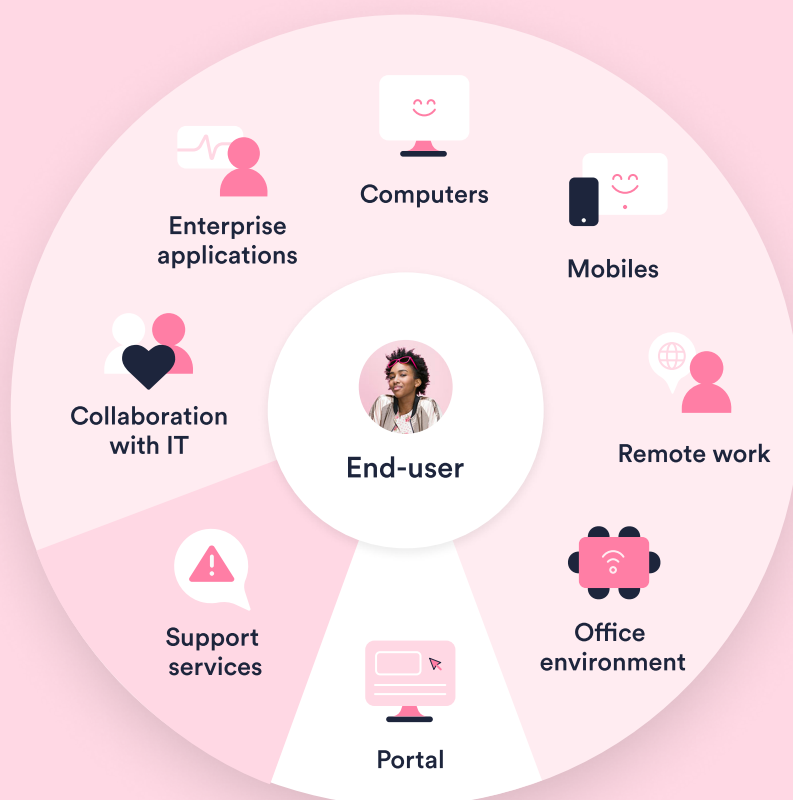 Computers
Enterprise
applications
Mobiles
Collaboration
with IT
End-user
Remote work
Support
services
Office
environment
Portal